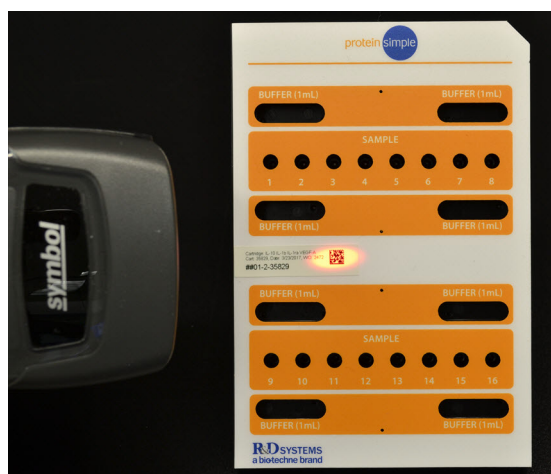 protein simple
BUFFER (1mL) BUFFER (1mL)
SAMPLE
1 2 3 4 5 6 7 8
BUFFER (1mL) BUFFER (1mL)
##01-2-35829
symbol
BUFFER (1mL) BUFFER (1mL)
SAMPLE
9 10 11 12 13 14 15 16
BUFFER (1mL) BUFFER (1mL)
R&D SYSTEMS
a biotechne brand